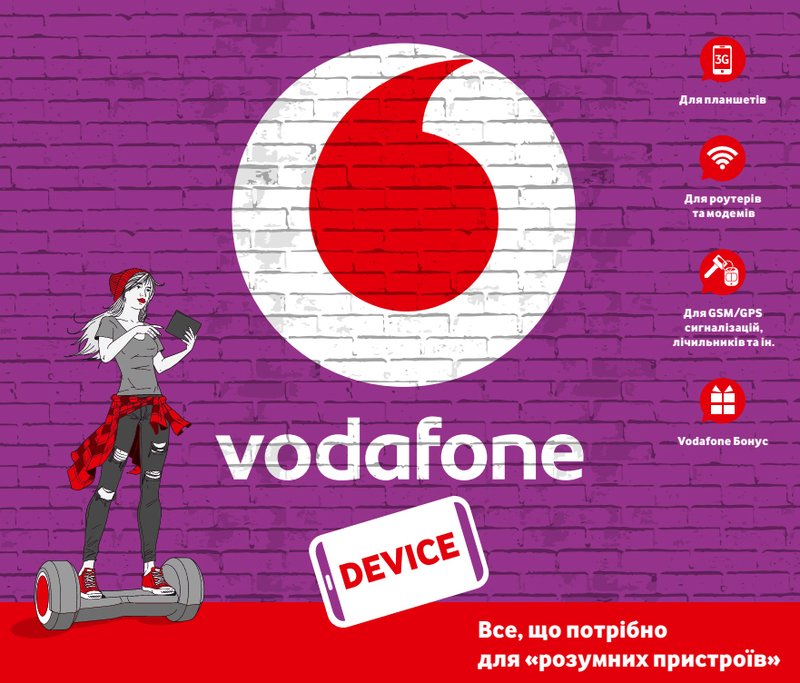 3G
Для планшетів
Для роутерів
та модемів
Для GSM/GPS
сигналізацій,
лічильників та ін.
Vodafone Бонус
vodafone
DEVICE
Все, що потрібно
для «розумних пристроїв»